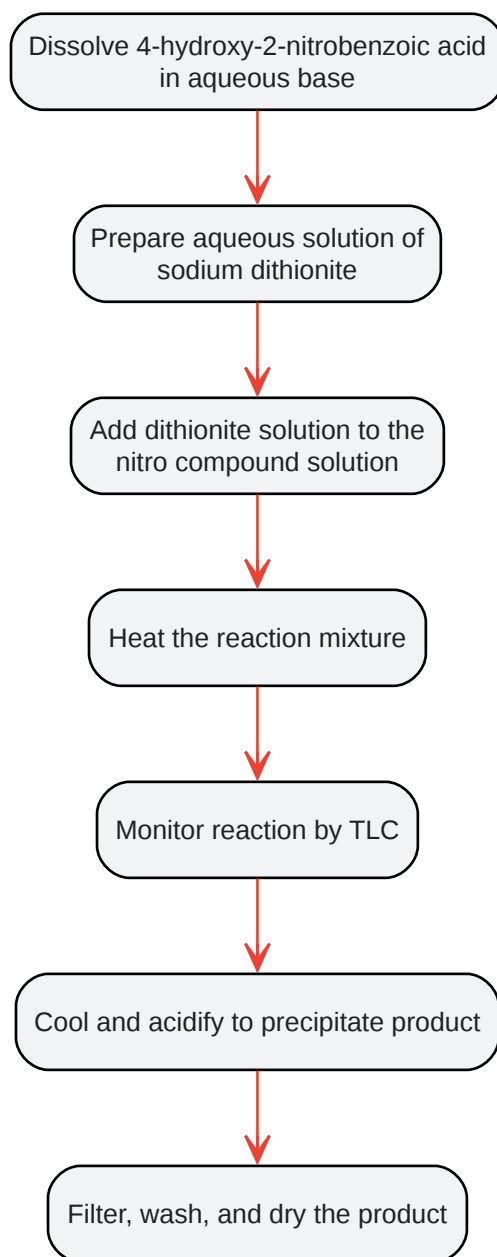 Dissolve 4-hydroxy-2-nitrobenzoic acid
in aqueous base
Prepare aqueous solution of
sodium dithionite
Add dithionite solution to the
nitro compound solution
Heat the reaction mixture
Monitor reaction by TLC
Cool and acidify to precipitate product
Filter, wash, and dry the product